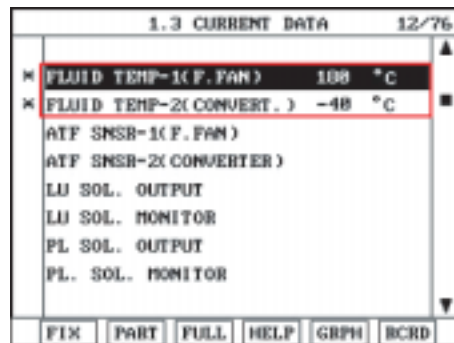 1.3 CURRENT DATA 12/76
* FLUID TEMP-1(F.FAN) 100 °C
* FLUID TEMP-2(CONVERT.) -40 °C
ATF SNSR-1(F.FAN)
ATF SNSR-2(CONVERTER)
LU SOL. OUTPUT
LU SOL. MONITOR
PL SOL. OUTPUT
PL. SOL. MONITOR
FIX PART FULL HELP GRPH RCRD